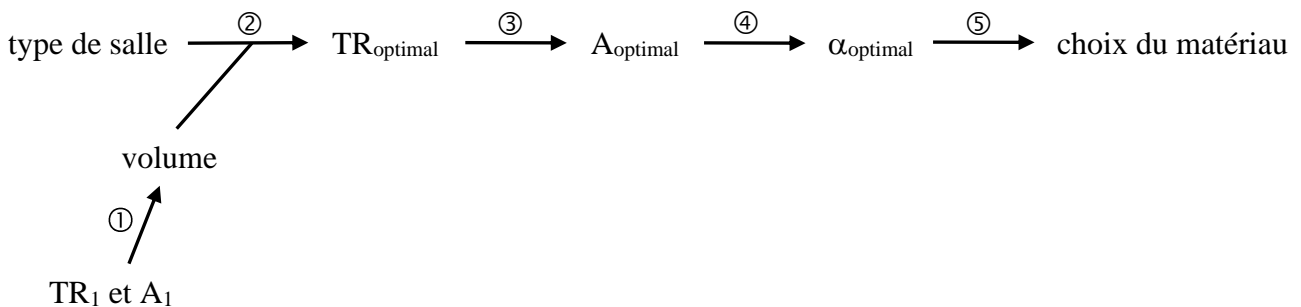 ② ③ ④ ⑤
type de salle TRoptimal Aoptimal αoptimal choix du matériau
volume
①
TR1 et A1